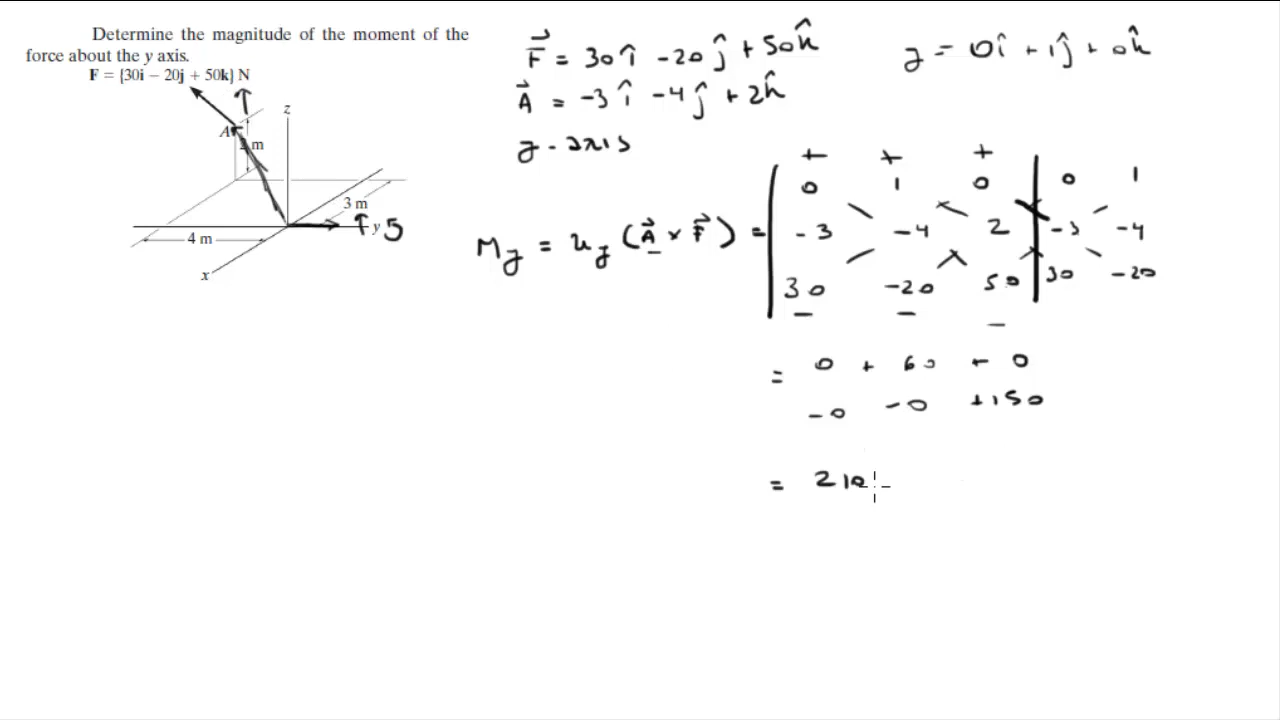 Determine the magnitude of the moment of the
force about the y axis.
F = {30i − 20j + 50k} N
A
z
m
3 m
y 5
4 m
x
F⃗ = 30î − 20ĵ + 50k̂
y = 0î + 1ĵ + 0k̂
A⃗ = −3î − 4ĵ + 2k̂
y - axis
+ + +
0 1 0 0 1
My = uy (A⃗ × F⃗) = −3 −4 2 −3 −4
30 −20 50 30 −20
− − −
= 0 + 60 + 0
−0 −0 +150
= 210